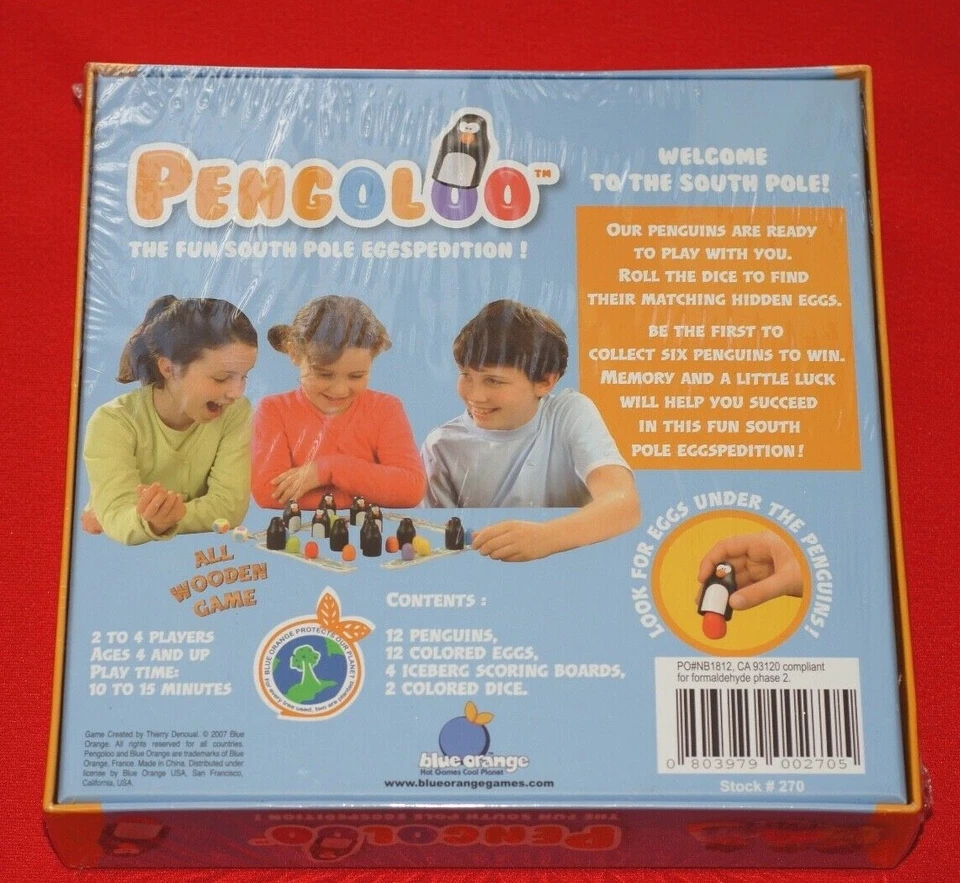 PENGOLOO™
THE FUN SOUTH POLE EGGSPEDITION !
WELCOME
TO THE SOUTH POLE!
OUR PENGUINS ARE READY
TO PLAY WITH YOU.
ROLL THE DICE TO FIND
THEIR MATCHING HIDDEN EGGS.
BE THE FIRST TO
COLLECT SIX PENGUINS TO WIN.
MEMORY AND A LITTLE LUCK
WILL HELP YOU SUCCEED
IN THIS FUN SOUTH
POLE EGGSPEDITION!
LOOK FOR EGGS UNDER THE PENGUINS!
ALL
WOODEN
GAME
2 TO 4 PLAYERS
AGES 4 AND UP
PLAY TIME:
10 TO 15 MINUTES
BLUE ORANGE PROTECTS OUR PLANET
for every tree used, two are planted
CONTENTS :
12 PENGUINS,
12 COLORED EGGS,
4 ICEBERG SCORING BOARDS,
2 COLORED DICE.
PO#NB1812, CA 93120 compliant
for formaldehyde phase 2.
0 803979 002705
Stock # 270
Game Created by Thierry Denoual. © 2007 Blue
Orange. All rights reserved for all countries.
Pengoloo and Blue Orange are trademarks of Blue
Orange, France. Made in China. Distributed under
license by Blue Orange USA, San Francisco,
California, USA.
blue orange™
Hot Games Cool Planet
www.blueorangegames.com
THE FUN SOUTH POLE EGGSPEDITION !
PENGOLOO